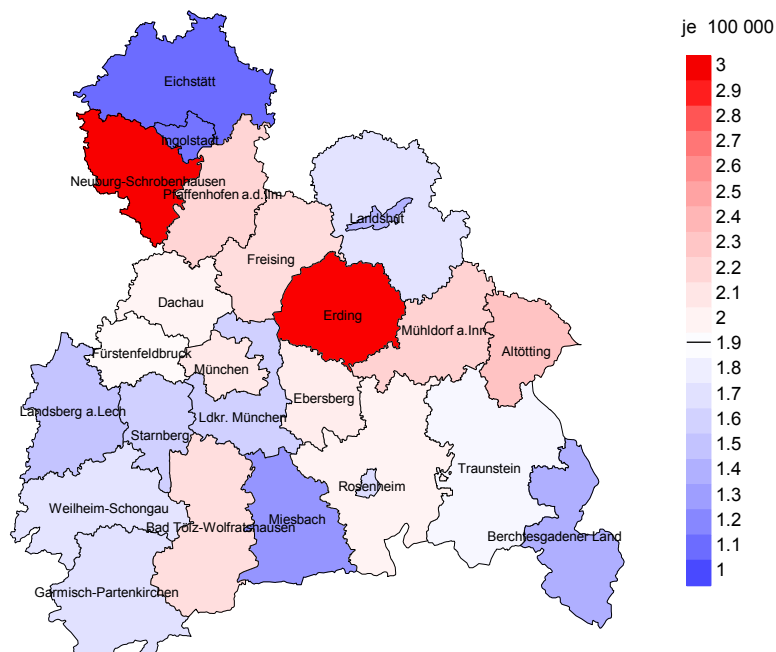 je 100 000
3
2.9
2.8
2.7
2.6
2.5
2.4
2.3
2.2
2.1
2
1.9
1.8
1.7
1.6
1.5
1.4
1.3
1.2
1.1
1
Eichstätt
Ingolstadt
Neuburg-Schrobenhausen
Pfaffenhofen a.d.Ilm
Landshut
Freising
Dachau
Erding
Mühldorf a.Inn
Altötting
Fürstenfeldbruck
München
Ebersberg
Landsberg a.Lech
Ldkr. München
Starnberg
Traunstein
Rosenheim
Weilheim-Schongau
Miesbach
Bad Tölz-Wolfratshausen
Berchtesgadener Land
Garmisch-Partenkirchen